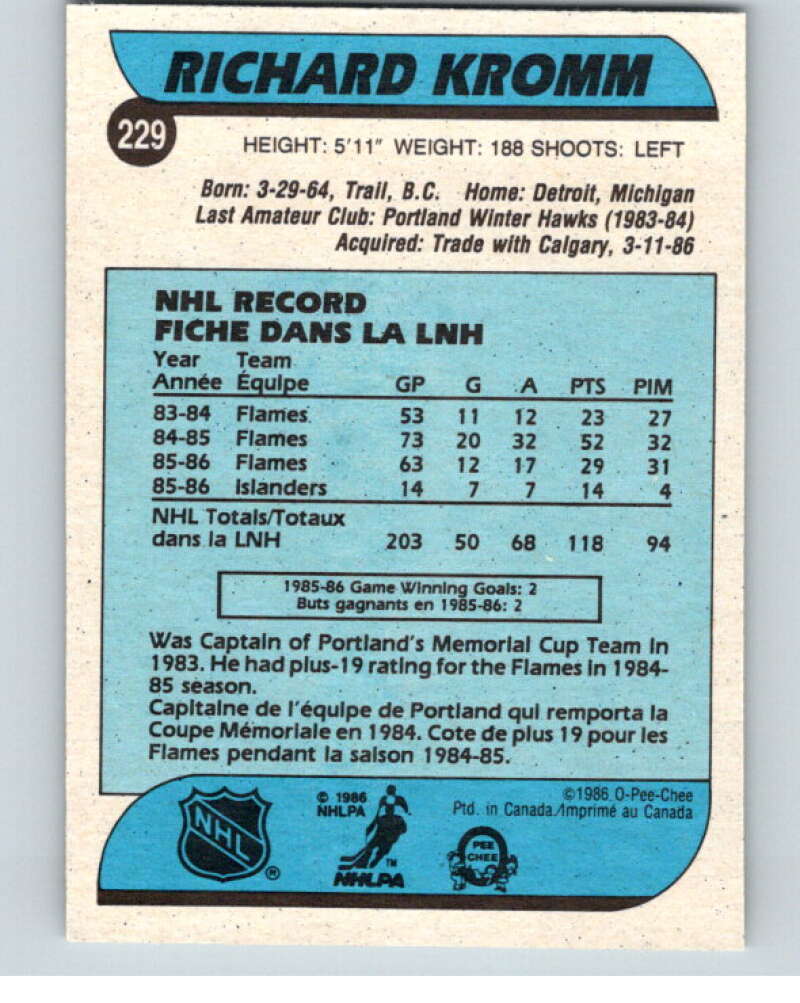 RICHARD KROMM
229
HEIGHT: 5'11" WEIGHT: 188 SHOOTS: LEFT
Born: 3-29-64, Trail, B.C. Home: Detroit, Michigan
Last Amateur Club: Portland Winter Hawks (1983-84)
Acquired: Trade with Calgary, 3-11-86
NHL RECORD
FICHE DANS LA LNH
Year Team
Année Équipe GP G A PTS PIM
83-84 Flames 53 11 12 23 27
84-85 Flames 73 20 32 52 32
85-86 Flames 63 12 17 29 31
85-86 Islanders 14 7 7 14 4
NHL Totals/Totaux
dans la LNH 203 50 68 118 94
1985-86 Game Winning Goals: 2
Buts gagnants en 1985-86: 2
Was Captain of Portland's Memorial Cup Team in
1983. He had plus-19 rating for the Flames in 1984-
85 season.
Capitaine de l'équipe de Portland qui remporta la
Coupe Mémoriale en 1984. Cote de plus 19 pour les
Flames pendant la saison 1984-85.
NHL ®
© 1986
NHLPA
TM
NHLPA
©1986 O-Pee-Chee
Ptd. in Canada/Imprimé au Canada
PEE
CHEE